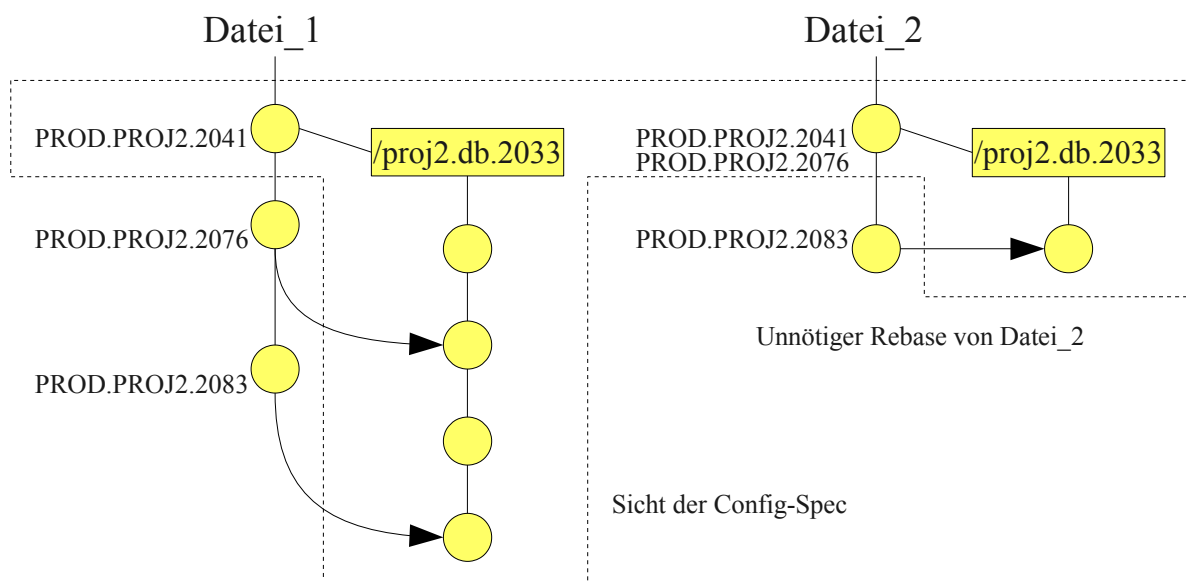 Datei_1
Datei_2
PROD.PROJ2.2041
/proj2.db.2033
PROD.PROJ2.2041
PROD.PROJ2.2076
/proj2.db.2033
PROD.PROJ2.2076
PROD.PROJ2.2083
Unnötiger Rebase von Datei_2
PROD.PROJ2.2083
Sicht der Config-Spec